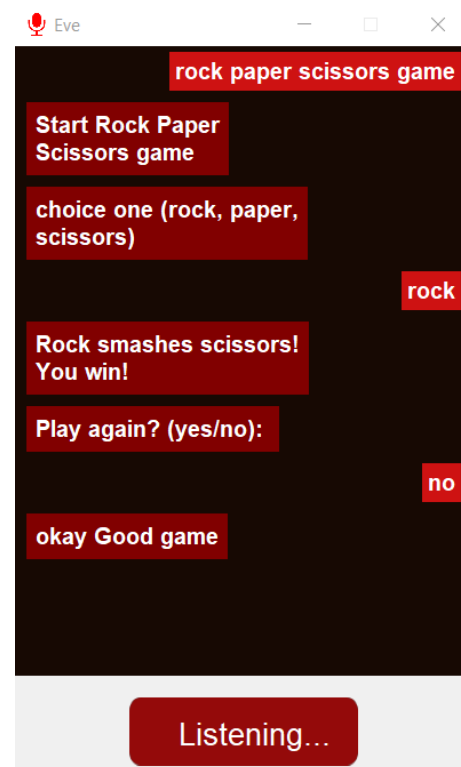 Eve
rock paper scissors game
Start Rock Paper
Scissors game
choice one (rock, paper,
scissors)
rock
Rock smashes scissors!
You win!
Play again? (yes/no):
no
okay Good game
Listening...